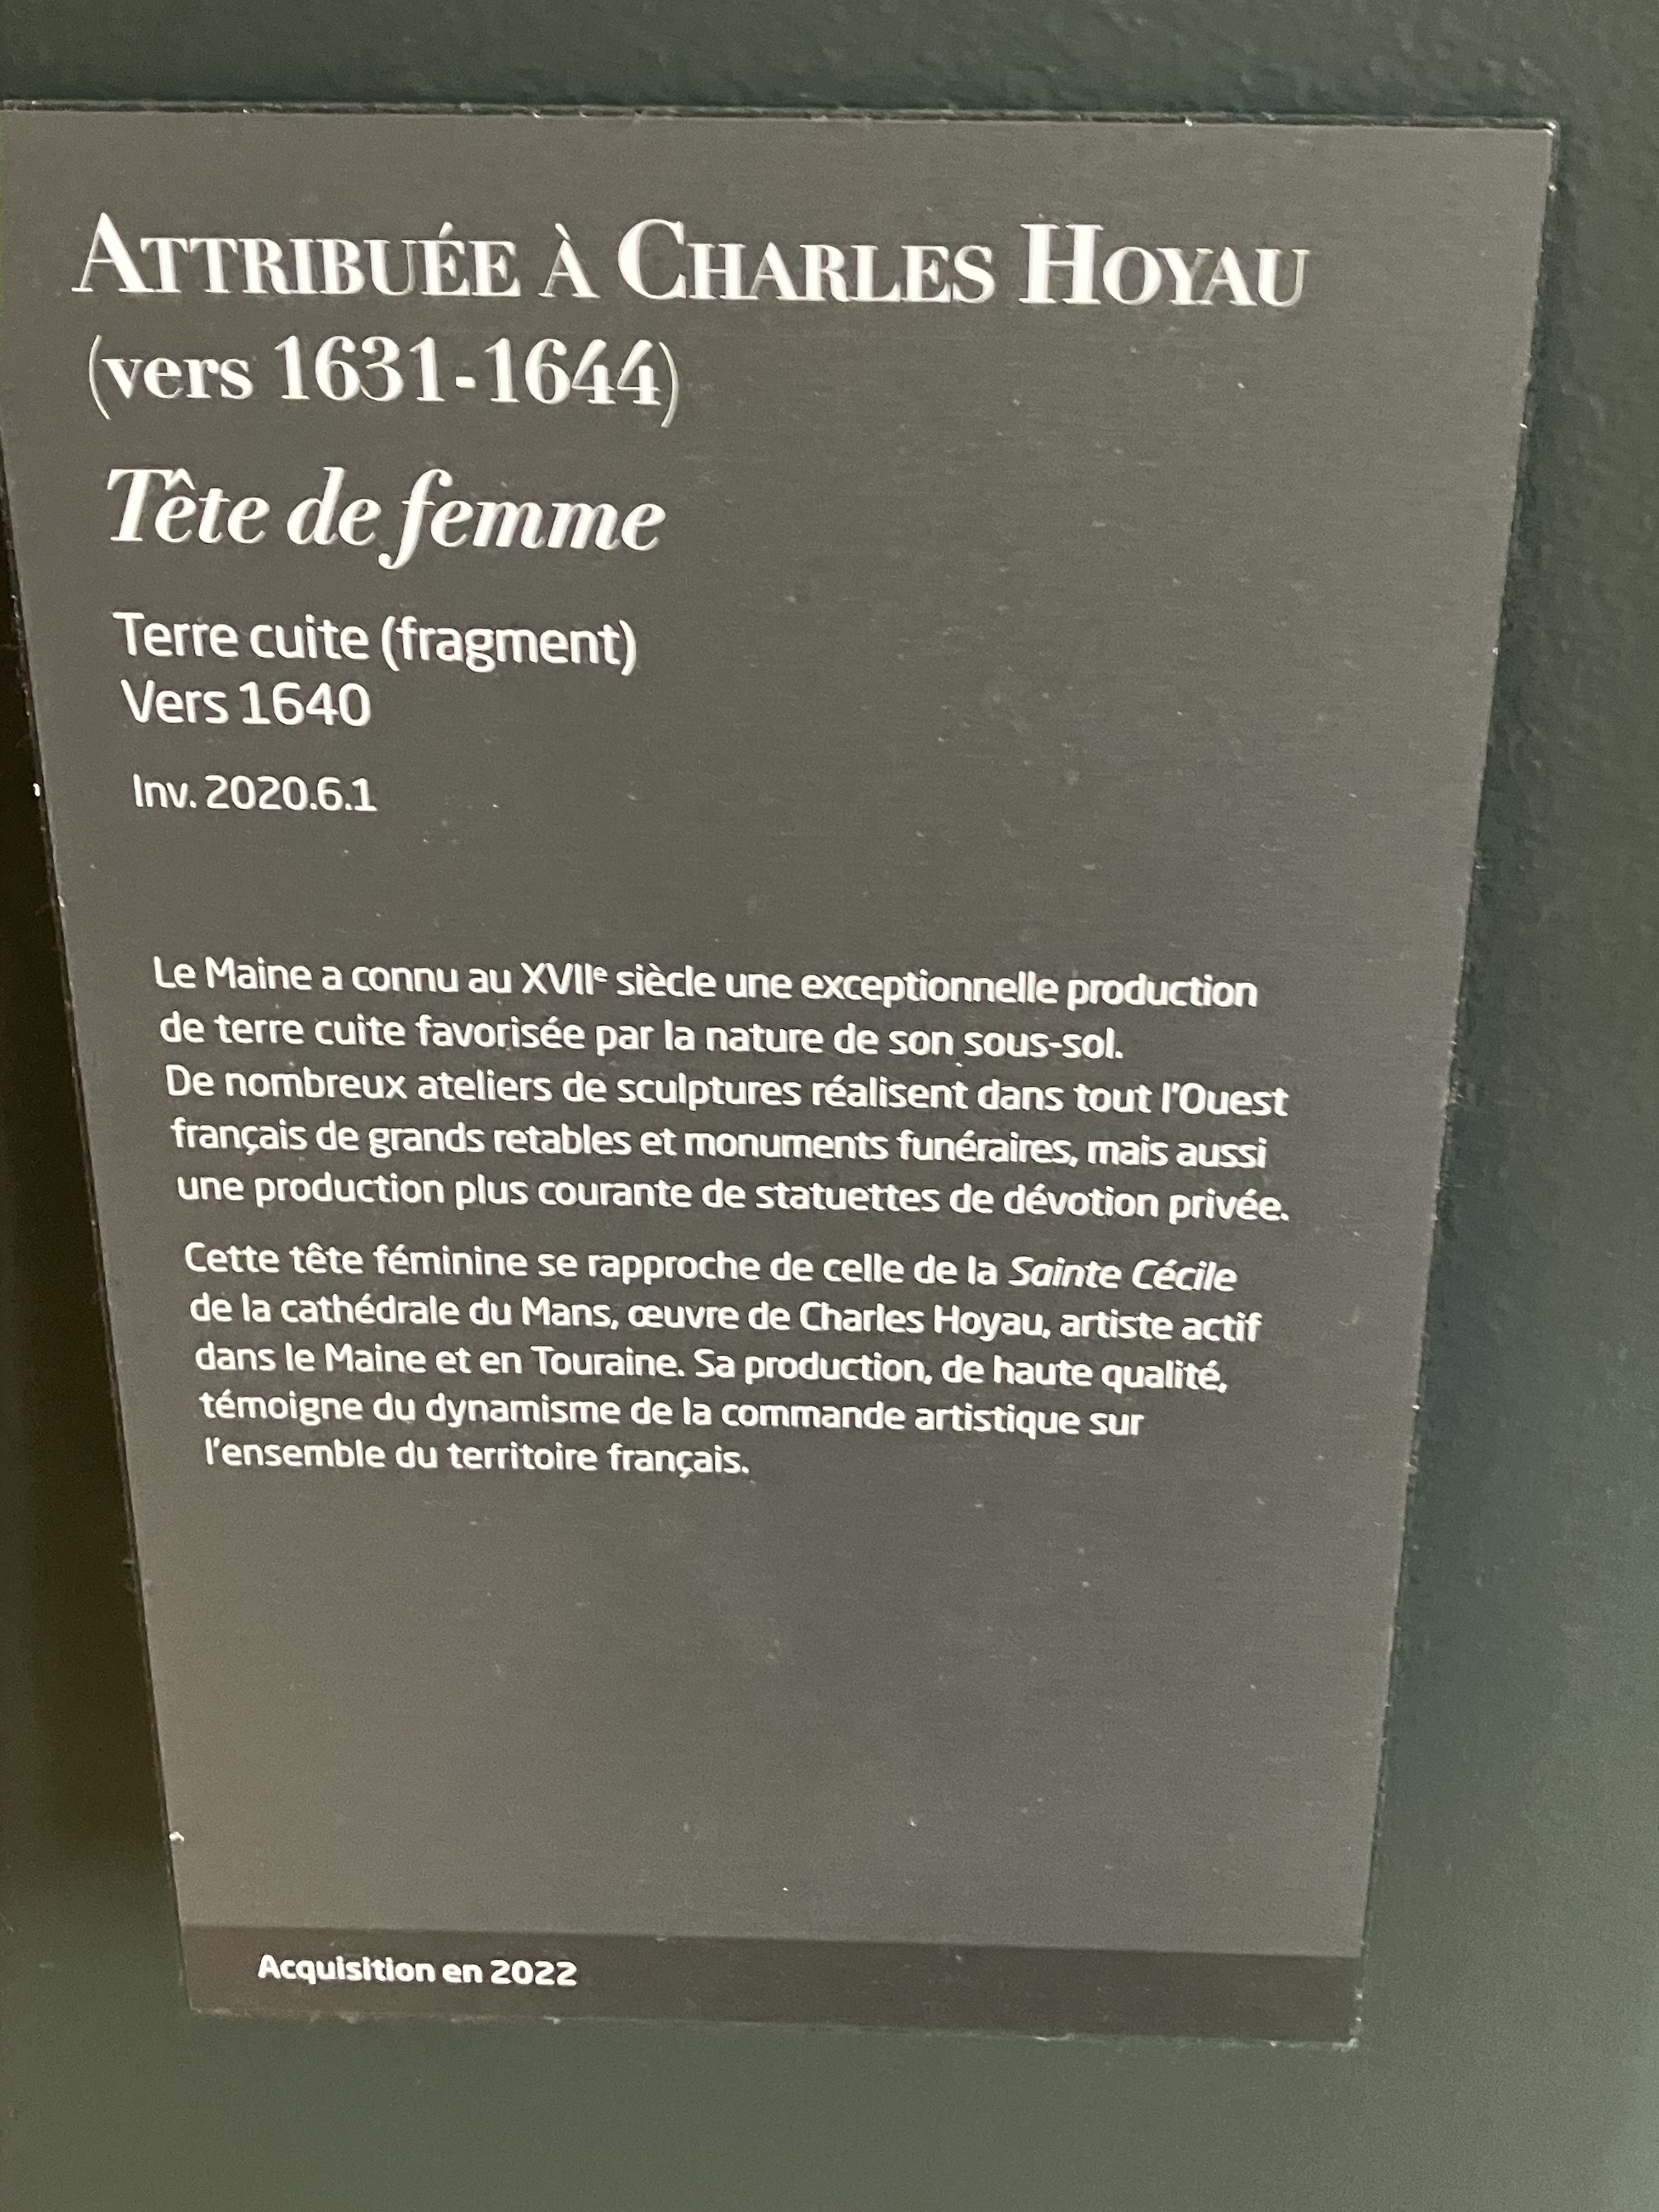 ATTRIBUÉE À CHARLES HOYAU
(vers 1631-1644)
Tête de femme
Terre cuite (fragment)
Vers 1640
Inv. 2020.6.1
Le Maine a connu au XVIIe siècle une exceptionnelle production
de terre cuite favorisée par la nature de son sous-sol.
De nombreux ateliers de sculptures réalisent dans tout l'Ouest
français de grands retables et monuments funéraires, mais aussi
une production plus courante de statuettes de dévotion privée.
Cette tête féminine se rapproche de celle de la Sainte Cécile
de la cathédrale du Mans, œuvre de Charles Hoyau, artiste actif
dans le Maine et en Touraine. Sa production, de haute qualité,
témoigne du dynamisme de la commande artistique sur
l'ensemble du territoire français.
Acquisition en 2022